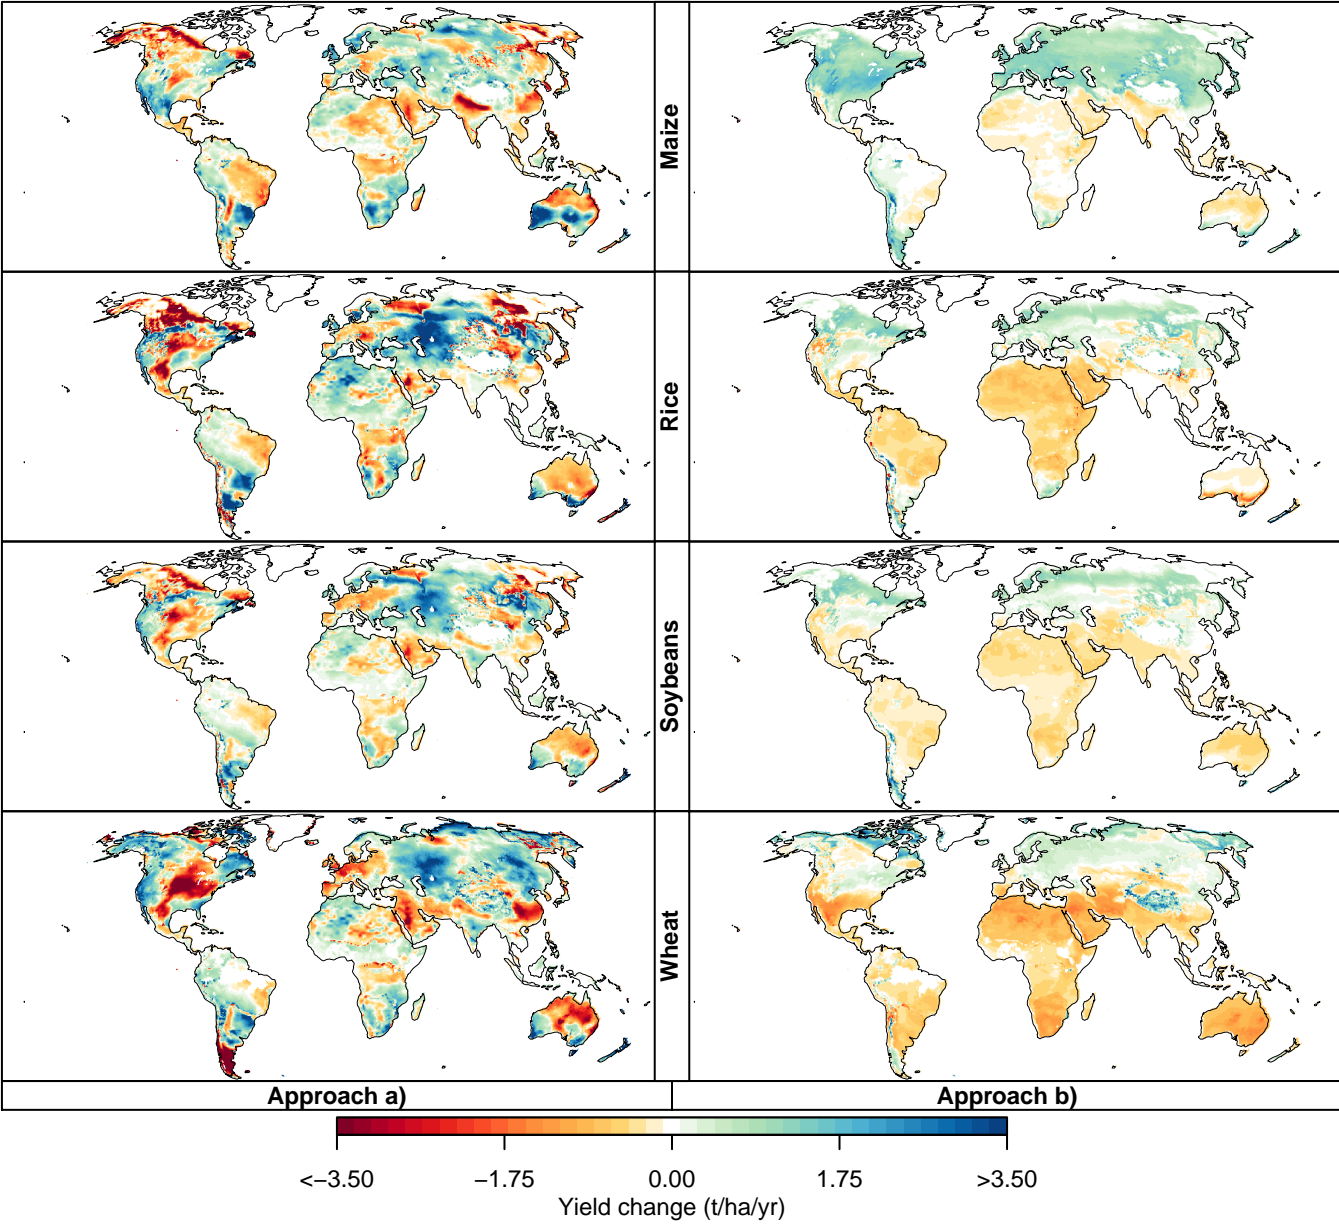 Maize
Rice
Soybeans
Wheat
Approach a)
Approach b)
<−3.50
−1.75
0.00
1.75
>3.50
Yield change (t/ha/yr)